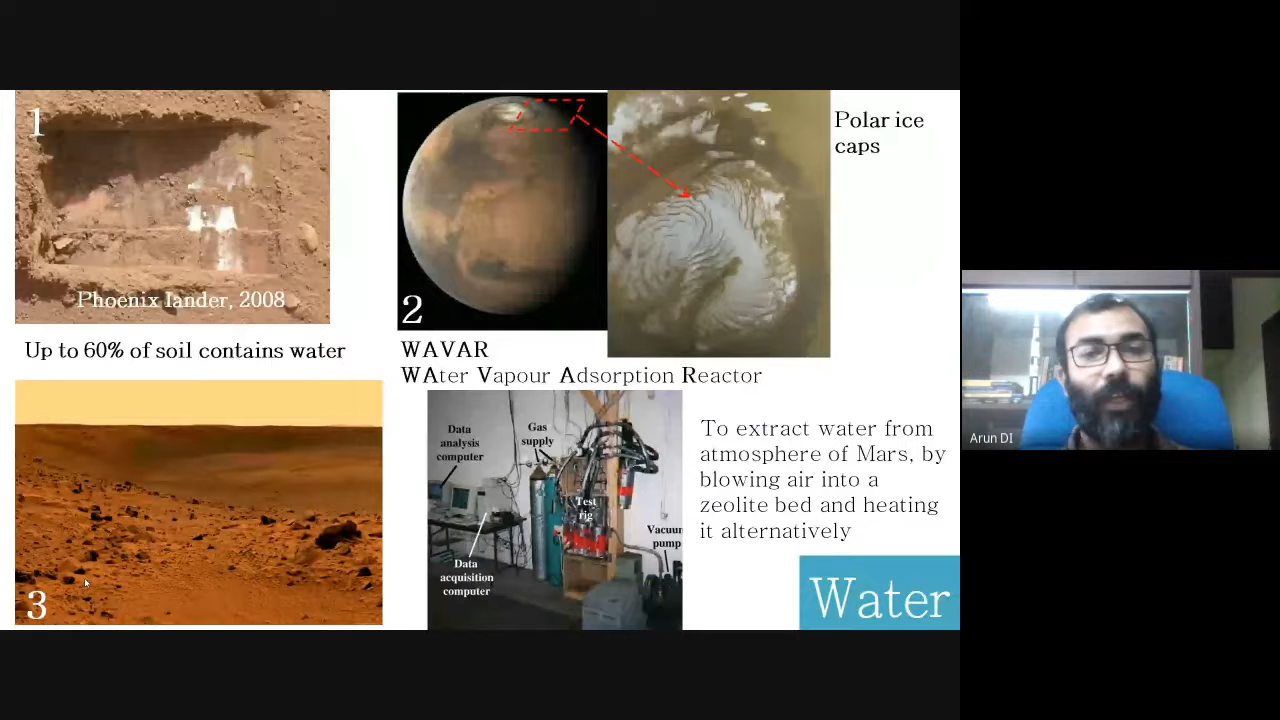 1
Phoenix lander, 2008
Up to 60% of soil contains water
3
2
Polar ice
caps
WAVAR
WAter Vapour Adsorption Reactor
Data
analysis
computer
Gas
supply
Test
rig
Vacuum
pump
Data
acquisition
computer
To extract water from
atmosphere of Mars, by
blowing air into a
zeolite bed and heating
it alternatively
Water
Arun DI